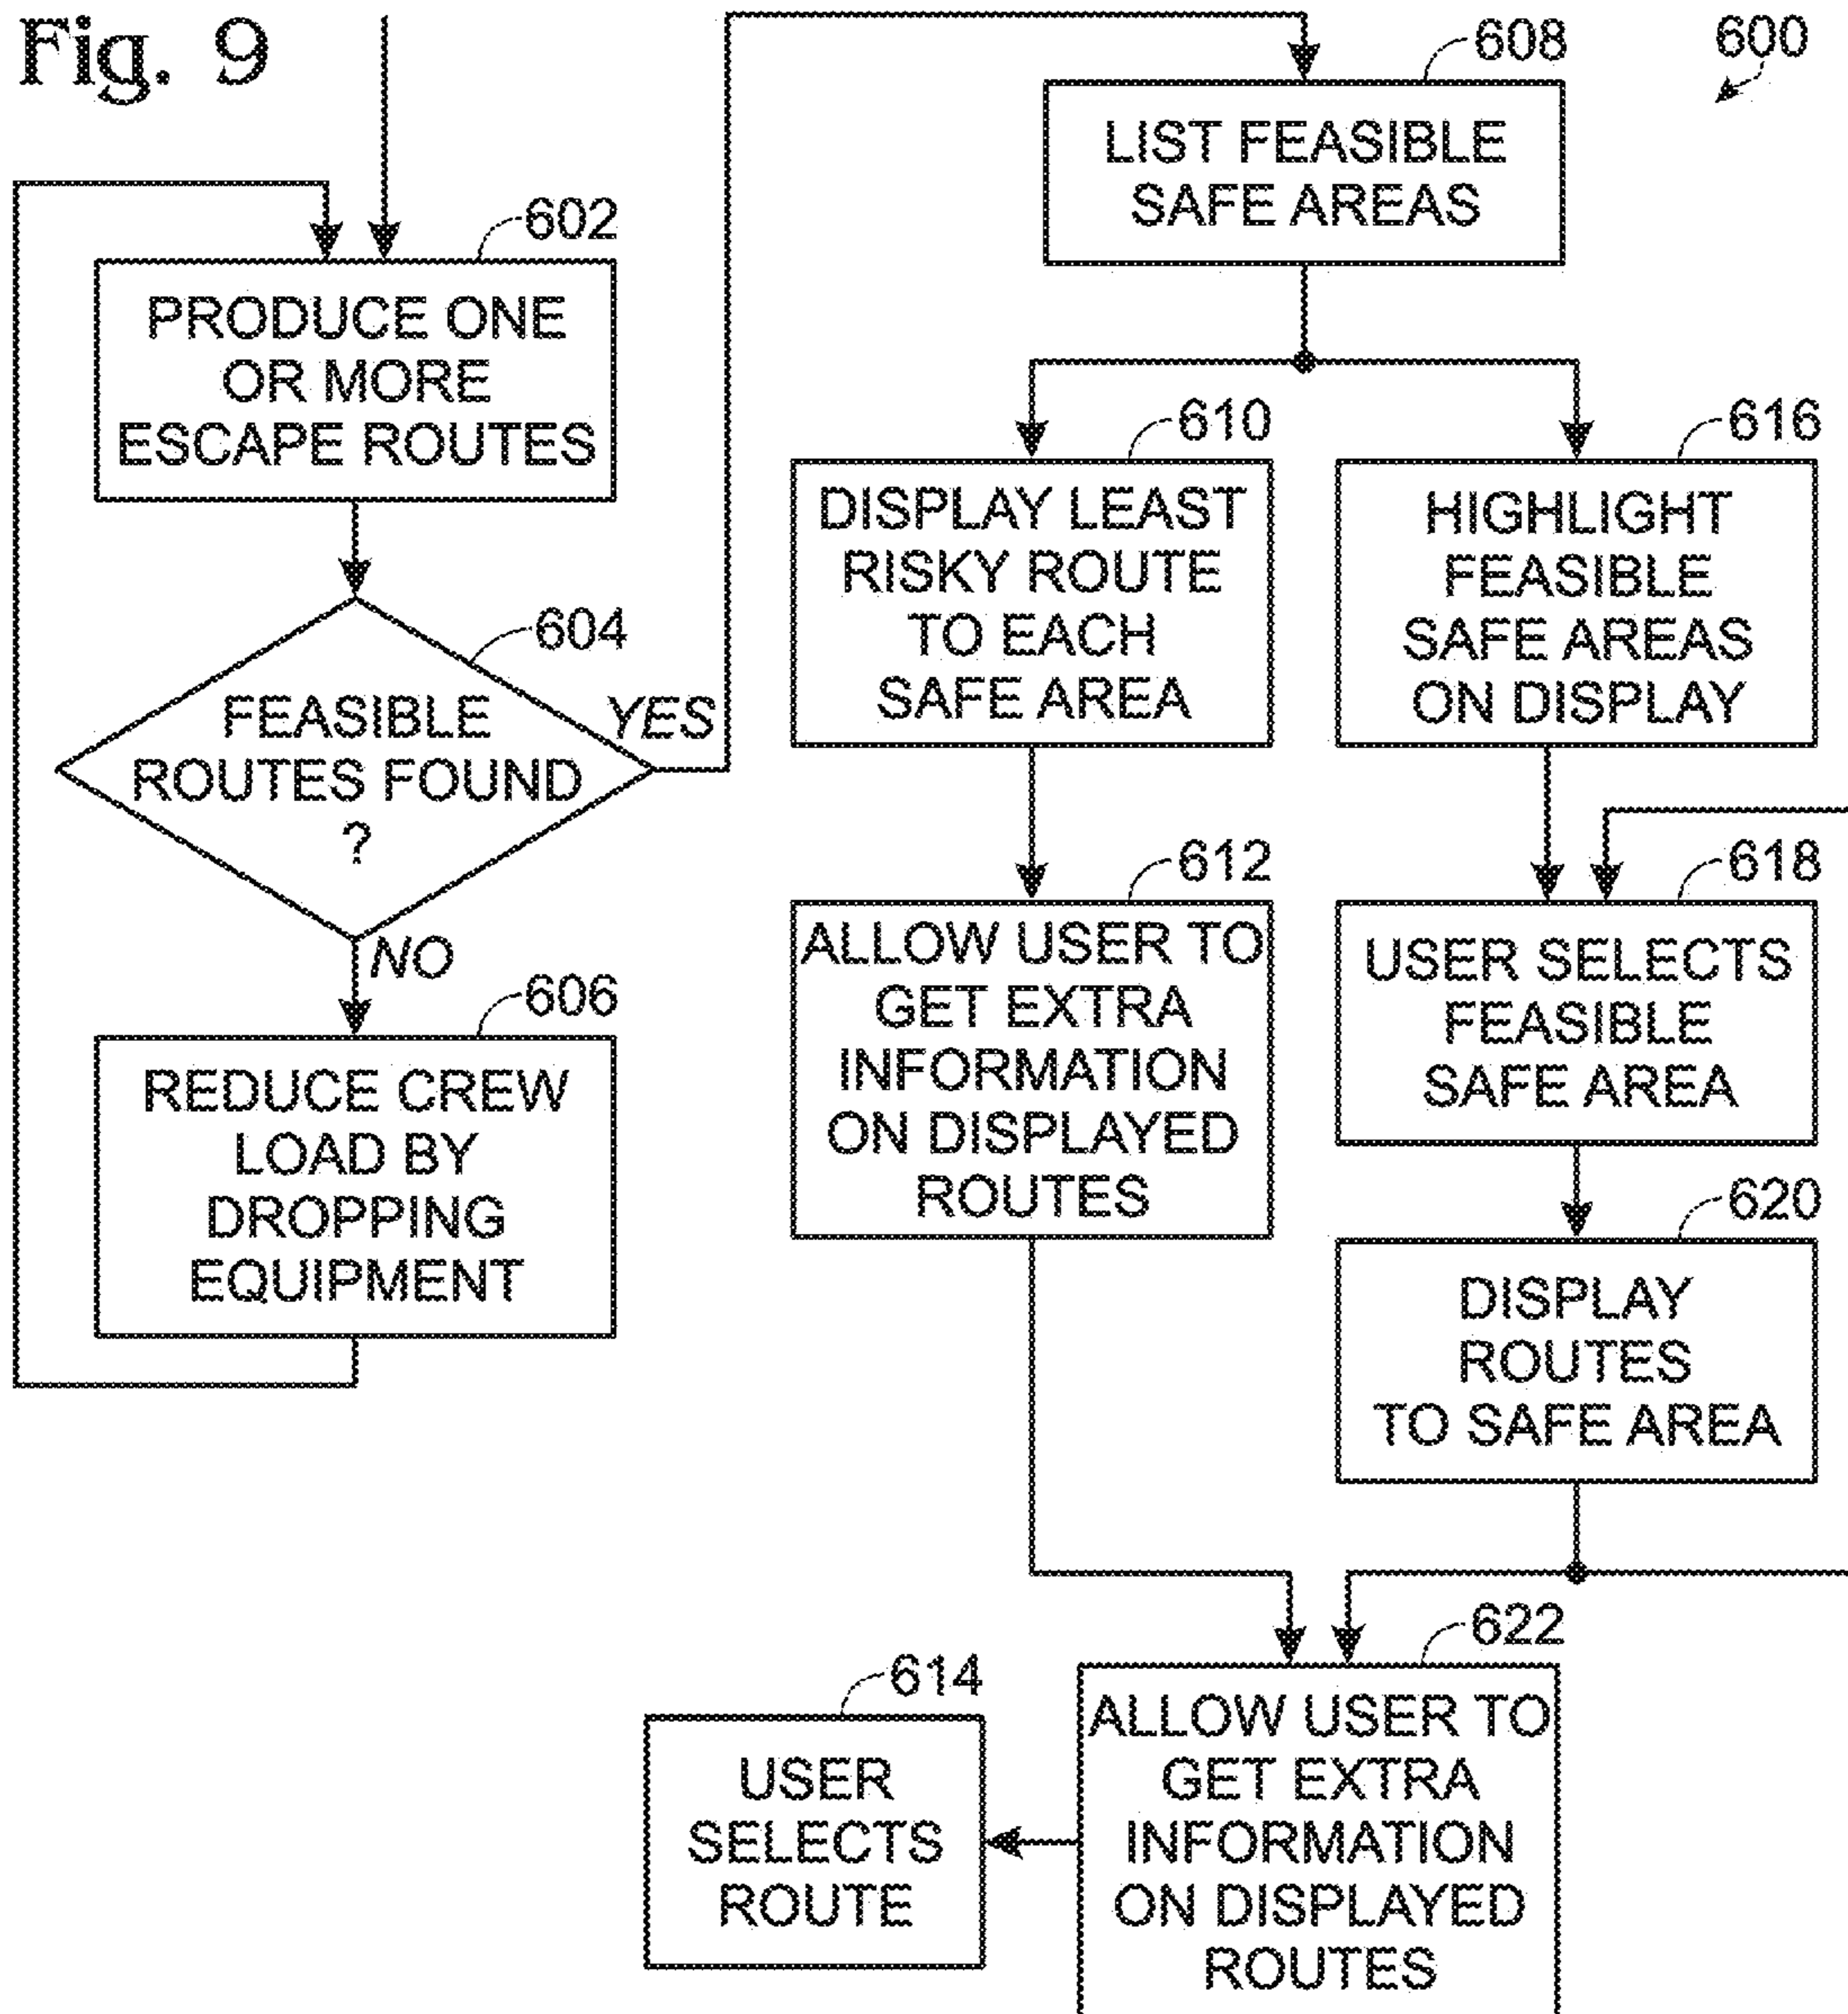 Fig. 9
600
602
PRODUCE ONE
OR MORE
ESCAPE ROUTES
604
FEASIBLE
ROUTES FOUND
?
YES
NO
606
REDUCE CREW
LOAD BY
DROPPING
EQUIPMENT
608
LIST FEASIBLE
SAFE AREAS
610
DISPLAY LEAST
RISKY ROUTE
TO EACH
SAFE AREA
612
ALLOW USER TO
GET EXTRA
INFORMATION
ON DISPLAYED
ROUTES
616
HIGHLIGHT
FEASIBLE
SAFE AREAS
ON DISPLAY
618
USER SELECTS
FEASIBLE
SAFE AREA
620
DISPLAY
ROUTES
TO SAFE AREA
622
ALLOW USER TO
GET EXTRA
INFORMATION
ON DISPLAYED
ROUTES
614
USER
SELECTS
ROUTE